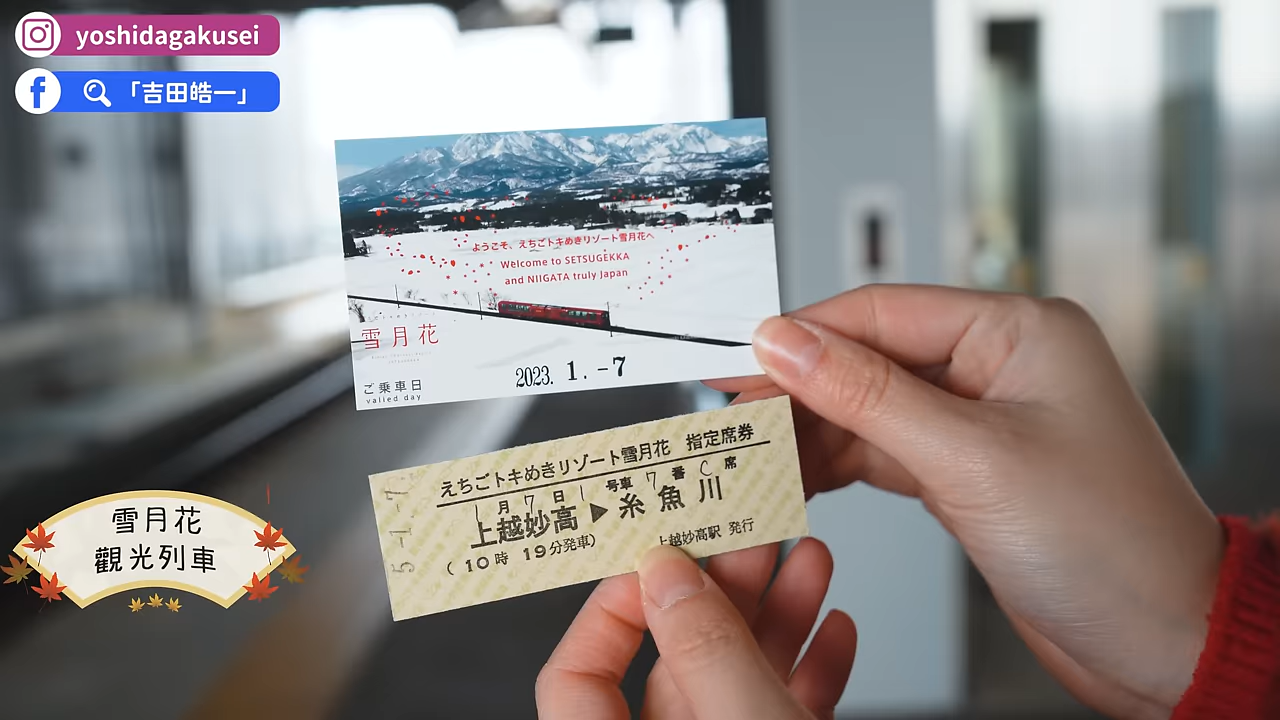 yoshidagakusei
「吉田皓一」
ようこそ、えちごトキめきリゾート雪月花へ
Welcome to SETSUGEKKA
and NIIGATA truly Japan
雪月花
ご乗車日
valied day
2023. 1. -7
えちごトキめきリゾート雪月花 指定席券
1月7日1号車7番C席
上越妙高▶糸魚川
(10時19分発車)
上越妙高駅 発行
5.-1.-7.
雪月花
觀光列車